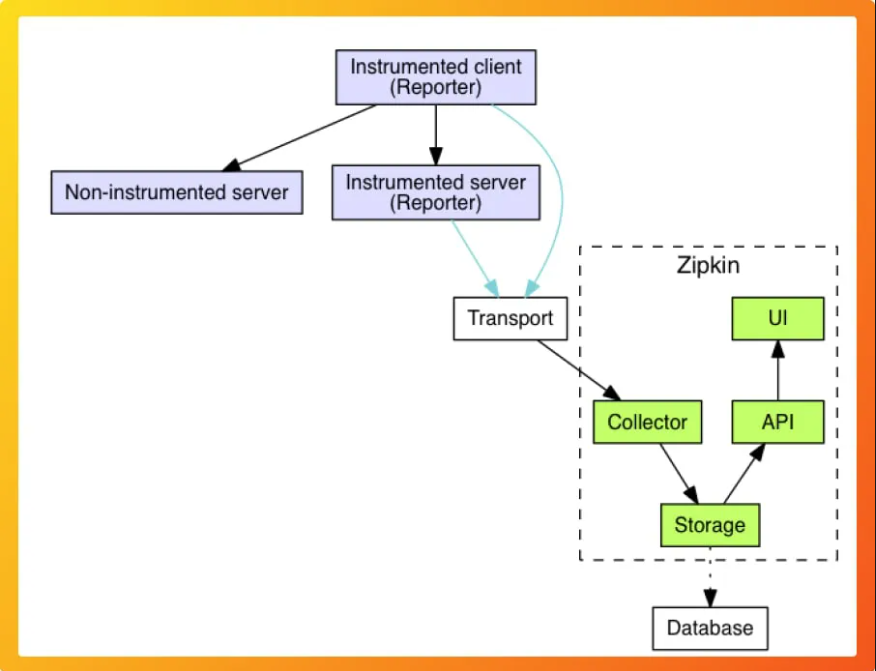 Instrumented client
(Reporter)
Non-instrumented server
Instrumented server
(Reporter)
Zipkin
Transport
UI
Collector
API
Storage
Database